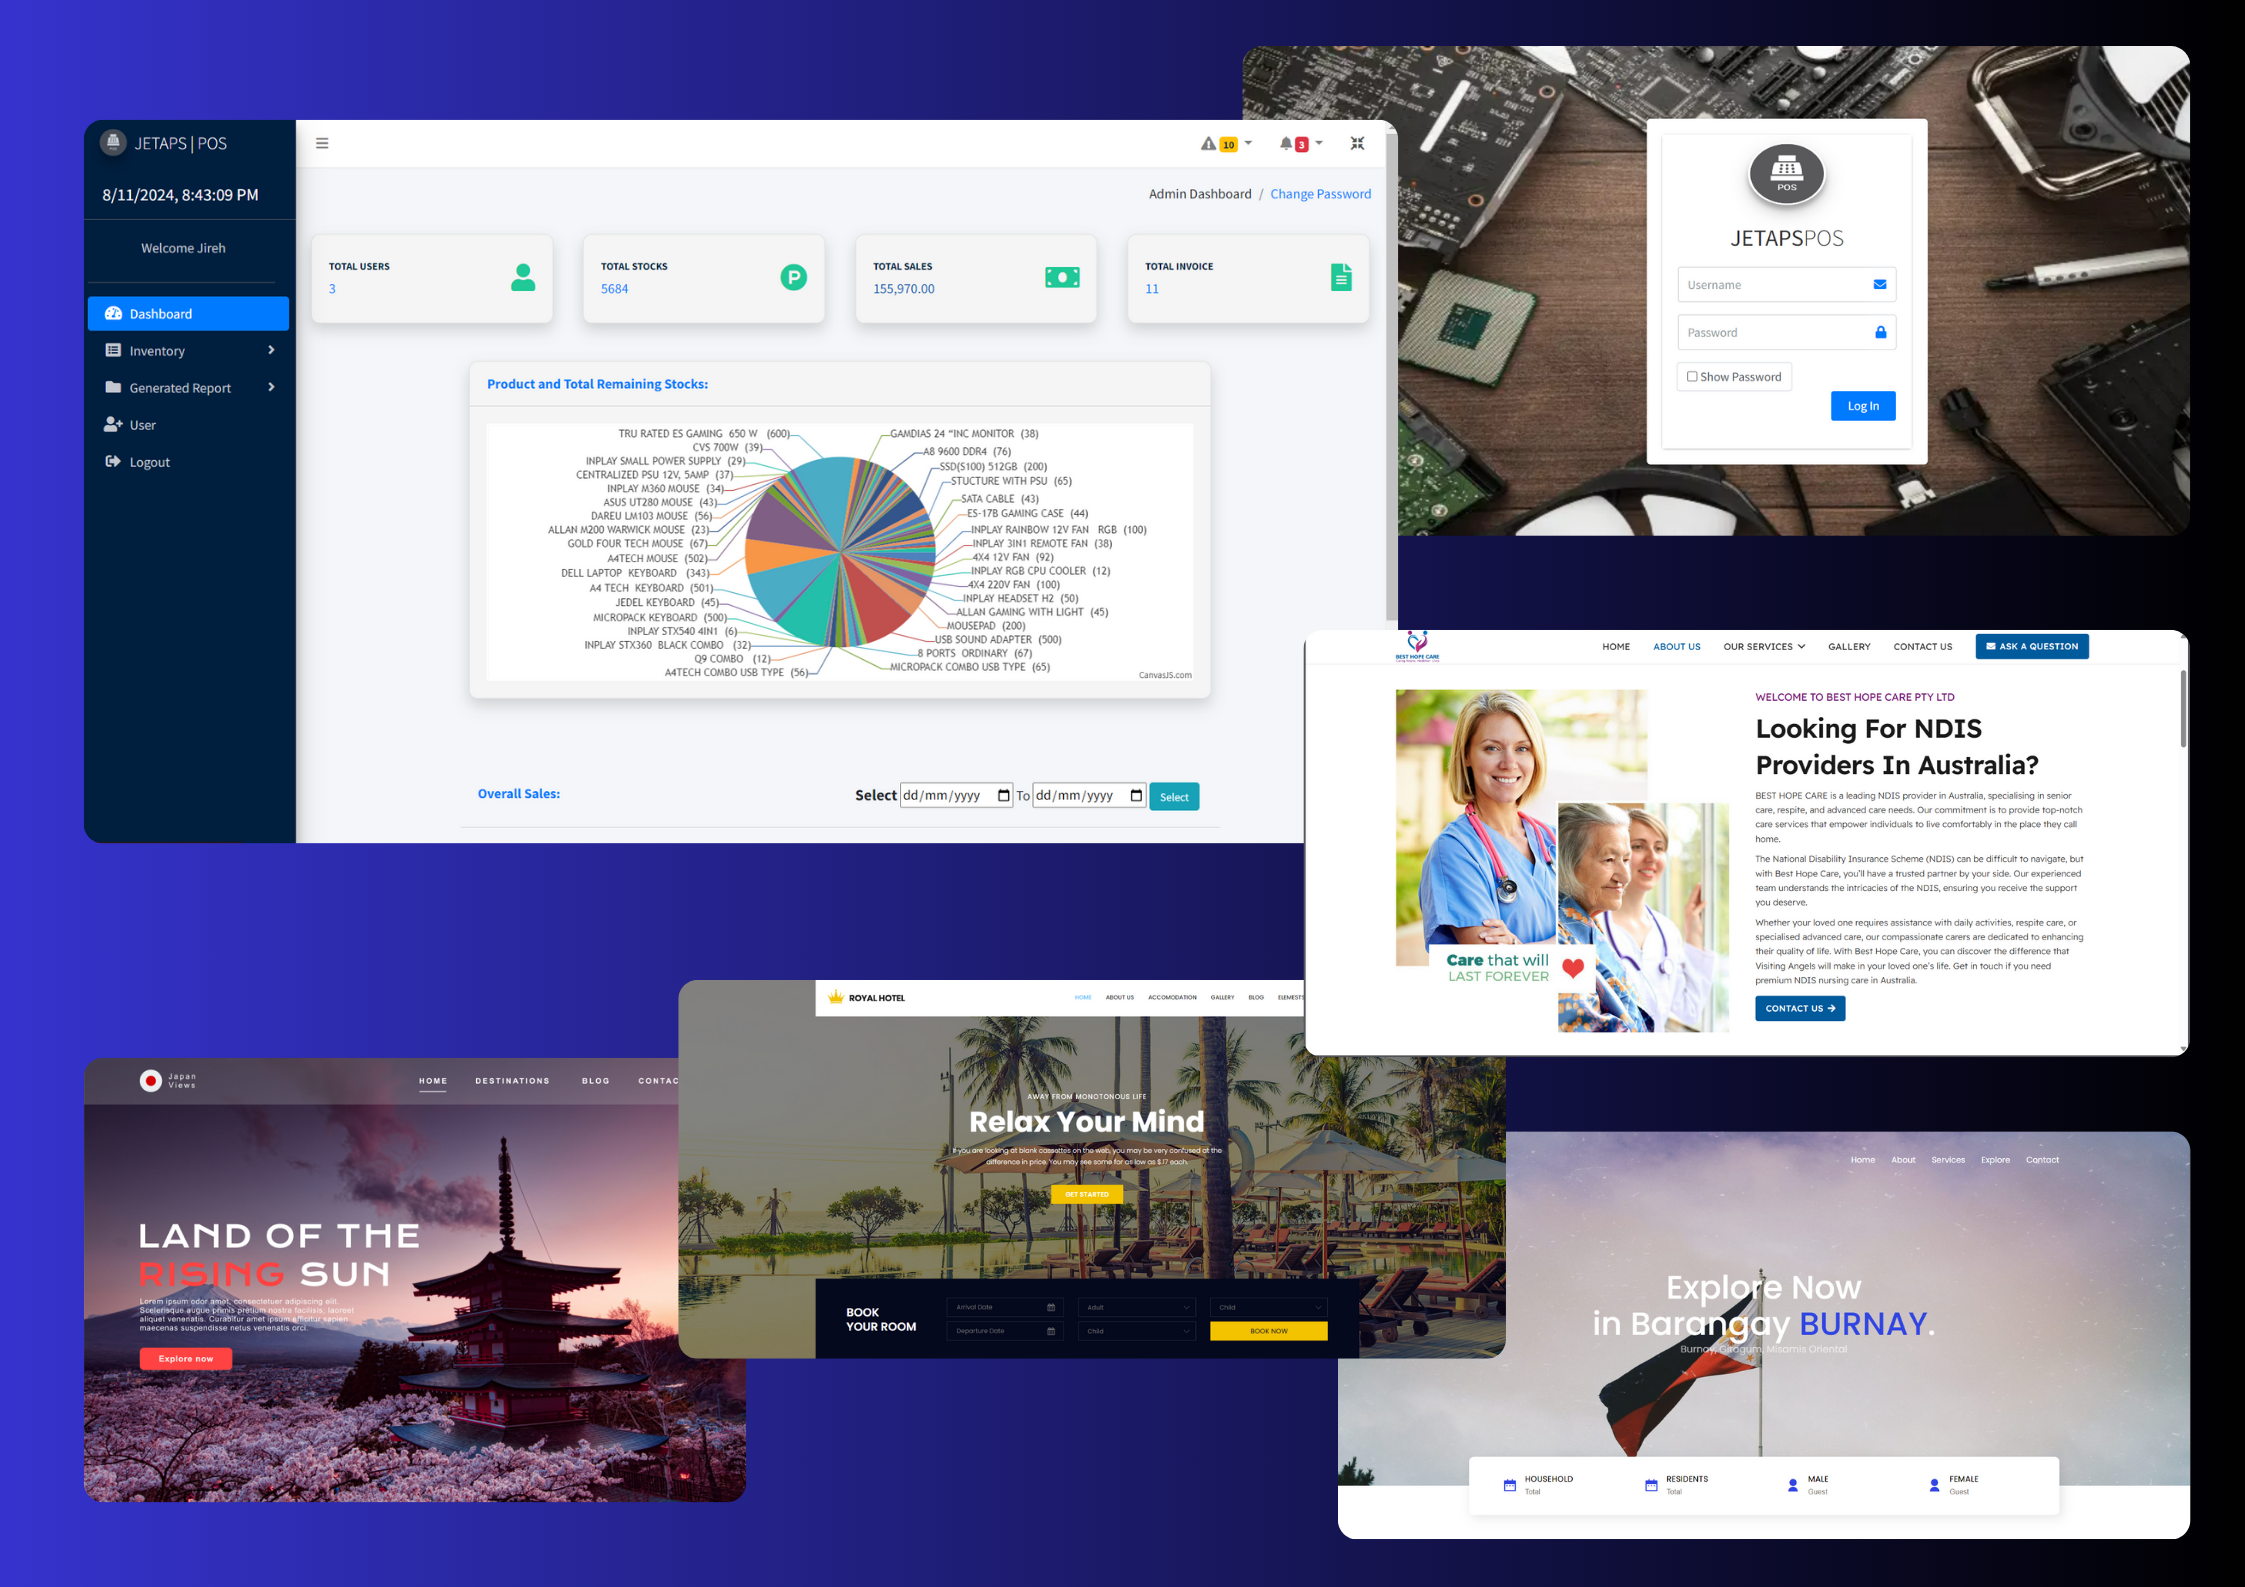 JETAPS | POS
8/11/2024, 8:43:09 PM
Welcome Jireh
Dashboard
Inventory
Generated Report
User
Logout
10
3
Admin Dashboard / Change Password
TOTAL USERS
3
TOTAL STOCKS
5684
TOTAL SALES
155,970.00
TOTAL INVOICE
11
Product and Total Remaining Stocks:
TRU RATED ES GAMING 650 W (600)
CVS 700W (39)
INPLAY SMALL POWER SUPPLY (29)
CENTRALIZED PSU 12V, 5AMP (37)
INPLAY M360 MOUSE (34)
ASUS UT280 MOUSE (43)
DAREU LM103 MOUSE (56)
ALLAN M200 WARWICK MOUSE (23)
GOLD FOUR TECH MOUSE (67)
A4TECH MOUSE (502)
DELL LAPTOP KEYBOARD (343)
A4 TECH KEYBOARD (501)
JEDEL KEYBOARD (45)
MICROPACK KEYBOARD (500)
INPLAY STX540 4IN1 (6)
INPLAY STX360 BLACK COMBO (32)
Q9 COMBO (12)
A4TECH COMBO USB TYPE (56)
GAMDIAS 24 "INC MONITOR (38)
A8 9600 DDR4 (76)
SSD(S100) 512GB (200)
STUCTURE WITH PSU (65)
SATA CABLE (43)
ES-17B GAMING CASE (44)
INPLAY RAINBOW 12V FAN RGB (100)
INPLAY 3IN1 REMOTE FAN (38)
4X4 12V FAN (92)
INPLAY RGB CPU COOLER (12)
4X4 220V FAN (100)
INPLAY HEADSET H2 (50)
ALLAN GAMING WITH LIGHT (45)
MOUSEPAD (200)
USB SOUND ADAPTER (500)
8 PORTS ORDINARY (67)
MICROPACK COMBO USB TYPE (65)
CanvasJS.com
Overall Sales:
Select dd/mm/yyyy To dd/mm/yyyy Select
POS
JETAPSPOS
Username
Password
Show Password
Log In
BEST HOPE CARE
HOME ABOUT US OUR SERVICES GALLERY CONTACT US ASK A QUESTION
WELCOME TO BEST HOPE CARE PTY LTD
Looking For NDIS
Providers In Australia?
BEST HOPE CARE is a leading NDIS provider in Australia, specialising in senior
care, respite, and advanced care needs. Our commitment is to provide top-notch
care services that empower individuals to live comfortably in the place they call
home.
The National Disability Insurance Scheme (NDIS) can be difficult to navigate, but
with Best Hope Care, you'll have a trusted partner by your side. Our experienced
team understands the intricacies of the NDIS, ensuring you receive the support
you deserve.
Whether your loved one requires assistance with daily activities, respite care, or
specialised advanced care, our compassionate carers are dedicated to enhancing
their quality of life. With Best Hope Care, you can discover the difference that
Visiting Angels will make in your loved one's life. Get in touch if you need
premium NDIS nursing care in Australia.
CONTACT US
Care that will
LAST FOREVER
Japan
Views
HOME DESTINATIONS BLOG CONTAC
LAND OF THE
RISING SUN
Lorem ipsum odor amet, consectetuer adipiscing elit.
Scelerisque augue primis pretium nostra facilisis; laoreet
aliquet venenatis. Curabitur amet ipsum efficitur sapien
maecenas suspendisse netus venenatis orci.
Explore now
ROYAL HOTEL
HOME ABOUT US ACCOMODATION GALLERY BLOG ELEMESTS
AWAY FROM MONOTONOUS LIFE
Relax Your Mind
If you are looking at blank cassettes on the web, you may be very confused at the
difference in price. You may see some for as low as $.17 each.
GET STARTED
BOOK
YOUR ROOM
Arrival Date
Adult
Child
Departure Date
Child
BOOK NOW
Home About Services Explore Contact
Explore Now
in Barangay BURNAY.
Burnay, Gitagum, Misamis Oriental
HOUSEHOLD
Total
RESIDENTS
Total
MALE
Guest
FEMALE
Guest